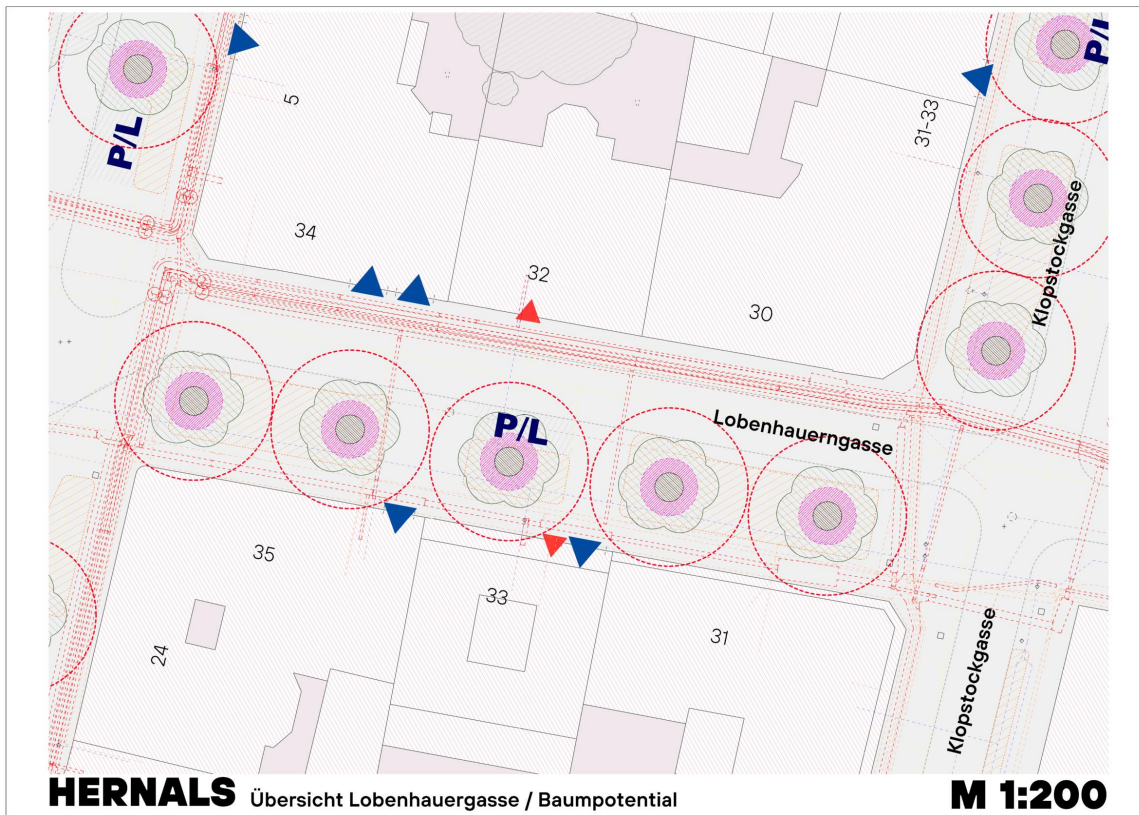 P/L
5
31-33
P/L
34
32
30
Klopstockgasse
P/L
Lobenhauerngasse
35
33
31
24
Klopstockgasse
HERNALS Übersicht Lobenhauergasse / Baumpotential M 1:200